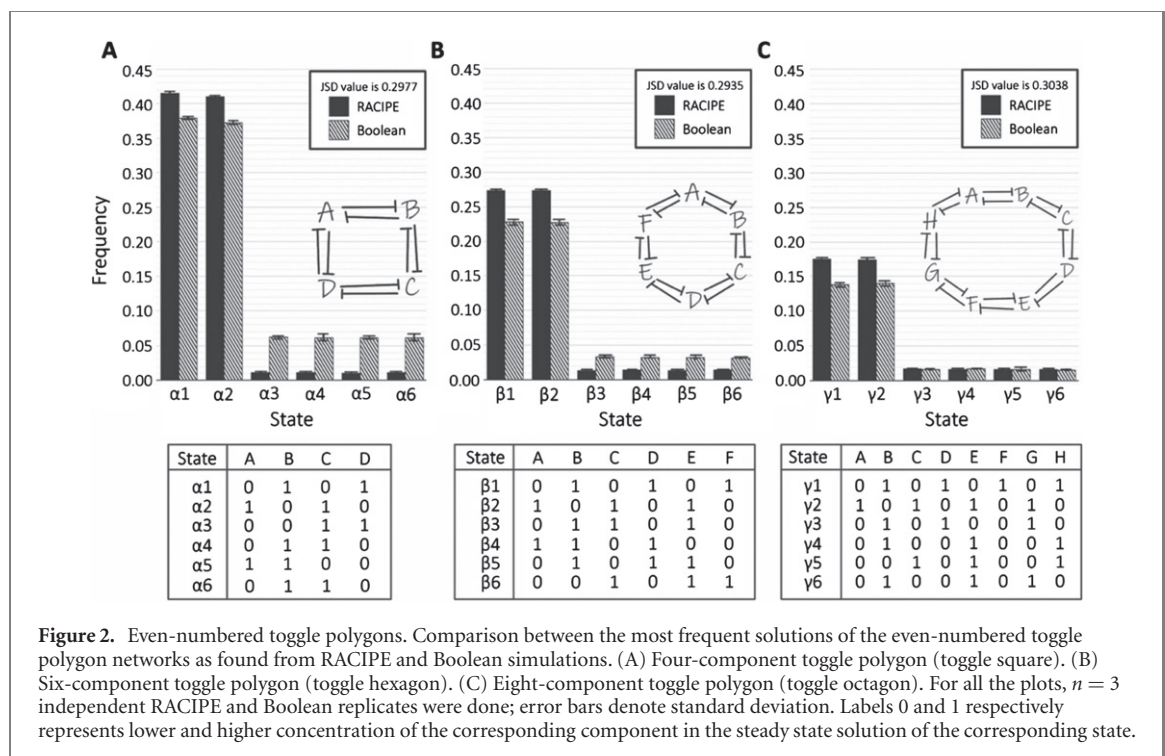 A
0.45
0.40
0.35
0.30
0.25
0.20
0.15
0.10
0.05
0.00
Frequency
JSD value is 0.2977
RACIPE
Boolean
A B
D C
α1 α2 α3 α4 α5 α6
State
B
0.45
0.40
0.35
0.30
0.25
0.20
0.15
0.10
0.05
0.00
JSD value is 0.2935
RACIPE
Boolean
A
F B
E C
D
β1 β2 β3 β4 β5 β6
State
C
0.45
0.40
0.35
0.30
0.25
0.20
0.15
0.10
0.05
0.00
JSD value is 0.3038
RACIPE
Boolean
A B
H C
G D
F E
γ1 γ2 γ3 γ4 γ5 γ6
State
State A B C D
α1 0 1 0 1
α2 1 0 1 0
α3 0 0 1 1
α4 0 1 1 0
α5 1 1 0 0
α6 0 1 1 0
State A B C D E F
β1 0 1 0 1 0 1
β2 1 0 1 0 1 0
β3 0 1 1 0 1 0
β4 1 1 0 1 0 0
β5 0 1 0 1 1 0
β6 0 0 1 0 1 1
State A B C D E F G H
γ1 0 1 0 1 0 1 0 1
γ2 1 0 1 0 1 0 1 0
γ3 0 1 0 1 0 0 1 0
γ4 0 1 0 0 1 0 0 1
γ5 0 0 1 0 1 0 0 1
γ6 0 1 0 0 1 0 1 0
Figure 2. Even-numbered toggle polygons. Comparison between the most frequent solutions of the even-numbered toggle
polygon networks as found from RACIPE and Boolean simulations. (A) Four-component toggle polygon (toggle square). (B)
Six-component toggle polygon (toggle hexagon). (C) Eight-component toggle polygon (toggle octagon). For all the plots, n = 3
independent RACIPE and Boolean replicates were done; error bars denote standard deviation. Labels 0 and 1 respectively
represents lower and higher concentration of the corresponding component in the steady state solution of the corresponding state.